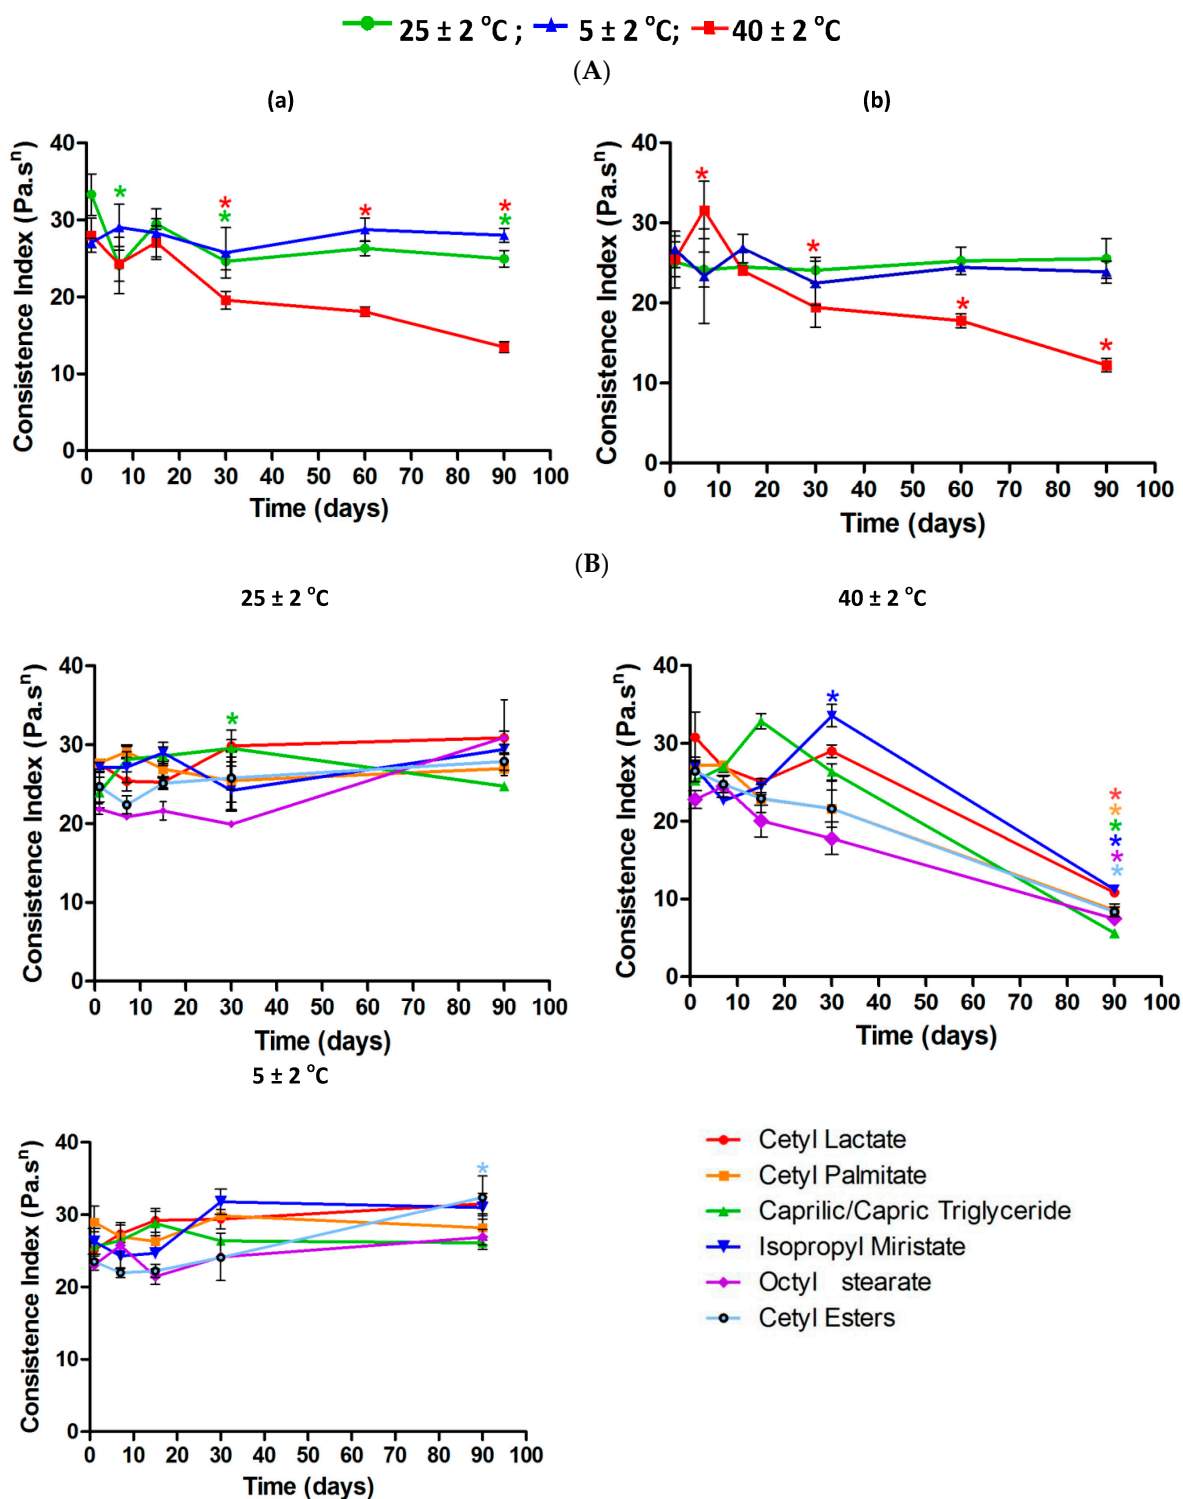 25 ± 2 °C ; 5 ± 2 °C; 40 ± 2 °C
(A)
(a)
(b)
Consistence Index (Pa.sⁿ)
40
30
20
10
0
0 10 20 30 40 50 60 70 80 90 100
Time (days)
* * * * * *
Consistence Index (Pa.sⁿ)
40
30
20
10
0
0 10 20 30 40 50 60 70 80 90 100
Time (days)
* * * *
(B)
25 ± 2 °C
40 ± 2 °C
Consistence Index (Pa.sⁿ)
40
30
20
10
0
0 10 20 30 40 50 60 70 80 90 100
Time (days)
*
Consistence Index (Pa.sⁿ)
40
30
20
10
0
0 10 20 30 40 50 60 70 80 90 100
Time (days)
* * * * * * *
5 ± 2 °C
Consistence Index (Pa.sⁿ)
40
30
20
10
0
0 10 20 30 40 50 60 70 80 90 100
Time (days)
*
Cetyl Lactate
Cetyl Palmitate
Caprilic/Capric Triglyceride
Isopropyl Miristate
Octyl stearate
Cetyl Esters